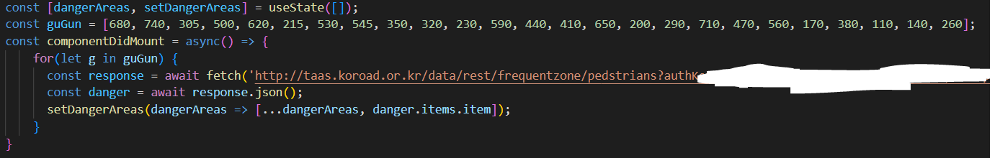 const [dangerAreas, setDangerAreas] = useState([]);
const guGun = [680, 740, 305, 500, 620, 215, 530, 545, 350, 320, 230, 590, 440, 410, 650, 200, 290, 710, 470, 560, 170, 380, 110, 140, 260];
const componentDidMount = async() => {
for(let g in guGun) {
const response = await fetch('http://taas.koroad.or.kr/data/rest/frequentzone/pedstrians?authK
const danger = await response.json();
setDangerAreas(dangerAreas => [...dangerAreas, danger.items.item]);
}
}